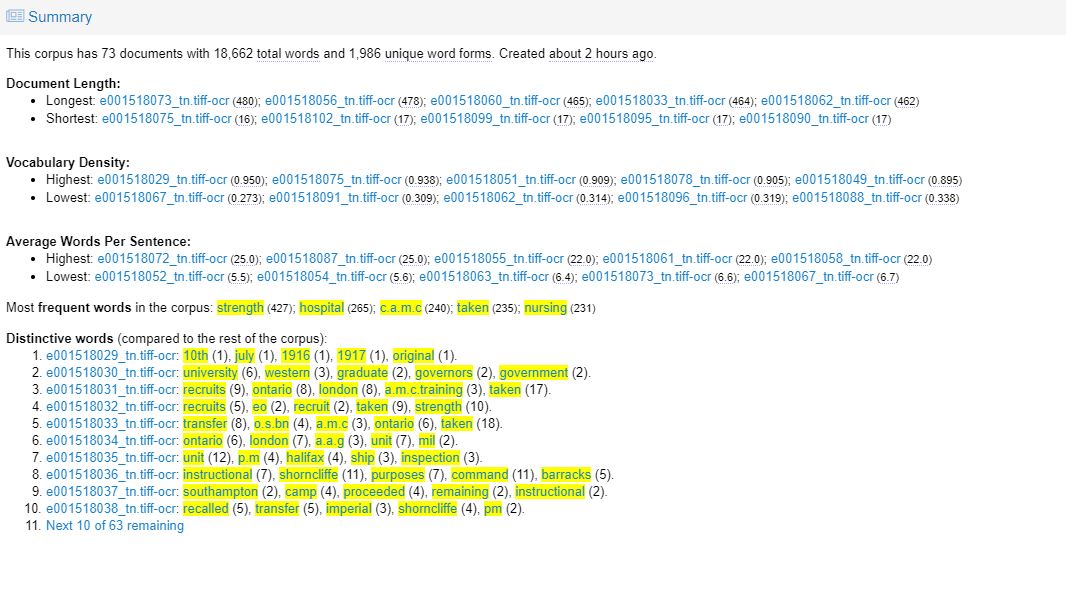 Summary
This corpus has 73 documents with 18,662 total words and 1,986 unique word forms. Created about 2 hours ago.
Document Length:
• Longest: e001518073_tn.tiff-ocr (480); e001518056_tn.tiff-ocr (478); e001518060_tn.tiff-ocr (465); e001518033_tn.tiff-ocr (464); e001518062_tn.tiff-ocr (462)
• Shortest: e001518075_tn.tiff-ocr (16); e001518102_tn.tiff-ocr (17); e001518099_tn.tiff-ocr (17); e001518095_tn.tiff-ocr (17); e001518090_tn.tiff-ocr (17)
Vocabulary Density:
• Highest: e001518029_tn.tiff-ocr (0.950); e001518075_tn.tiff-ocr (0.938); e001518051_tn.tiff-ocr (0.909); e001518078_tn.tiff-ocr (0.905); e001518049_tn.tiff-ocr (0.895)
• Lowest: e001518067_tn.tiff-ocr (0.273); e001518091_tn.tiff-ocr (0.309); e001518062_tn.tiff-ocr (0.314); e001518096_tn.tiff-ocr (0.319); e001518088_tn.tiff-ocr (0.338)
Average Words Per Sentence:
• Highest: e001518072_tn.tiff-ocr (25.0); e001518087_tn.tiff-ocr (25.0); e001518055_tn.tiff-ocr (22.0); e001518061_tn.tiff-ocr (22.0); e001518058_tn.tiff-ocr (22.0)
• Lowest: e001518052_tn.tiff-ocr (5.5); e001518054_tn.tiff-ocr (5.6); e001518063_tn.tiff-ocr (6.4); e001518073_tn.tiff-ocr (6.6); e001518067_tn.tiff-ocr (6.7)
Most frequent words in the corpus: strength (427); hospital (265); c.a.m.c (240); taken (235); nursing (231)
Distinctive words (compared to the rest of the corpus):
1. e001518029_tn.tiff-ocr: 10th (1), july (1), 1916 (1), 1917 (1), original (1).
2. e001518030_tn.tiff-ocr: university (6), western (3), graduate (2), governors (2), government (2).
3. e001518031_tn.tiff-ocr: recruits (9), ontario (8), london (8), a.m.c.training (3), taken (17).
4. e001518032_tn.tiff-ocr: recruits (5), eo (2), recruit (2), taken (9), strength (10).
5. e001518033_tn.tiff-ocr: transfer (8), o.s.bn (4), a.m.c (3), ontario (6), taken (18).
6. e001518034_tn.tiff-ocr: ontario (6), london (7), a.a.g (3), unit (7), mil (2).
7. e001518035_tn.tiff-ocr: unit (12), p.m (4), halifax (4), ship (3), inspection (3).
8. e001518036_tn.tiff-ocr: instructional (7), shorncliffe (11), purposes (7), command (11), barracks (5).
9. e001518037_tn.tiff-ocr: southampton (2), camp (4), proceeded (4), remaining (2), instructional (2).
10. e001518038_tn.tiff-ocr: recalled (5), transfer (5), imperial (3), shorncliffe (4), pm (2).
11. Next 10 of 63 remaining